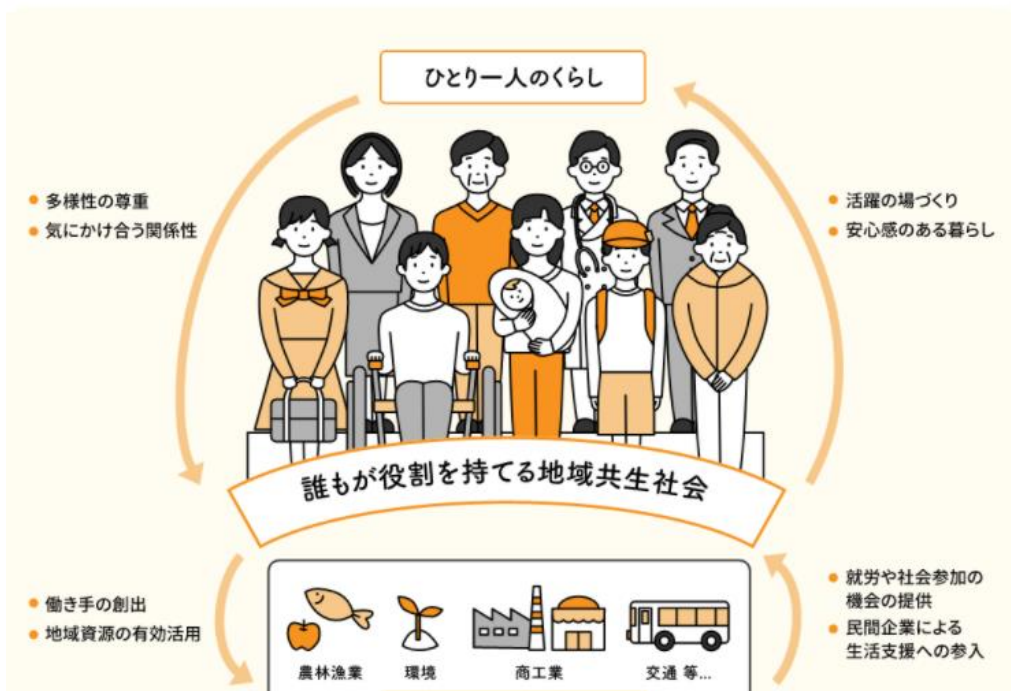 ひとり一人のくらし
多様性の尊重
気にかけ合う関係性
活躍の場づくり
安心感のある暮らし
誰もが役割を持てる地域共生社会
働き手の創出
地域資源の有効活用
就労や社会参加の
機会の提供
民間企業による
生活支援への参入
農林漁業
環境
商工業
交通 等...